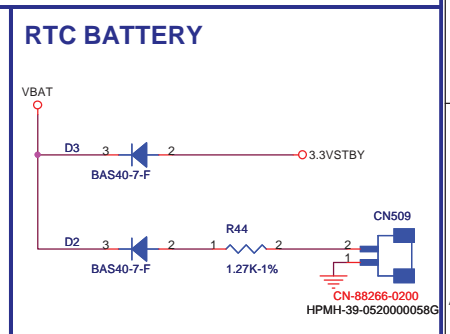 RTC BATTERY
VBAT
D3 3 2 3.3VSTBY
BAS40-7-F
D2 3 2 R44 1 2 CN509 2
BAS40-7-F 1.27K-1% 1
CN-88266-0200
HPMH-39-0520000058G